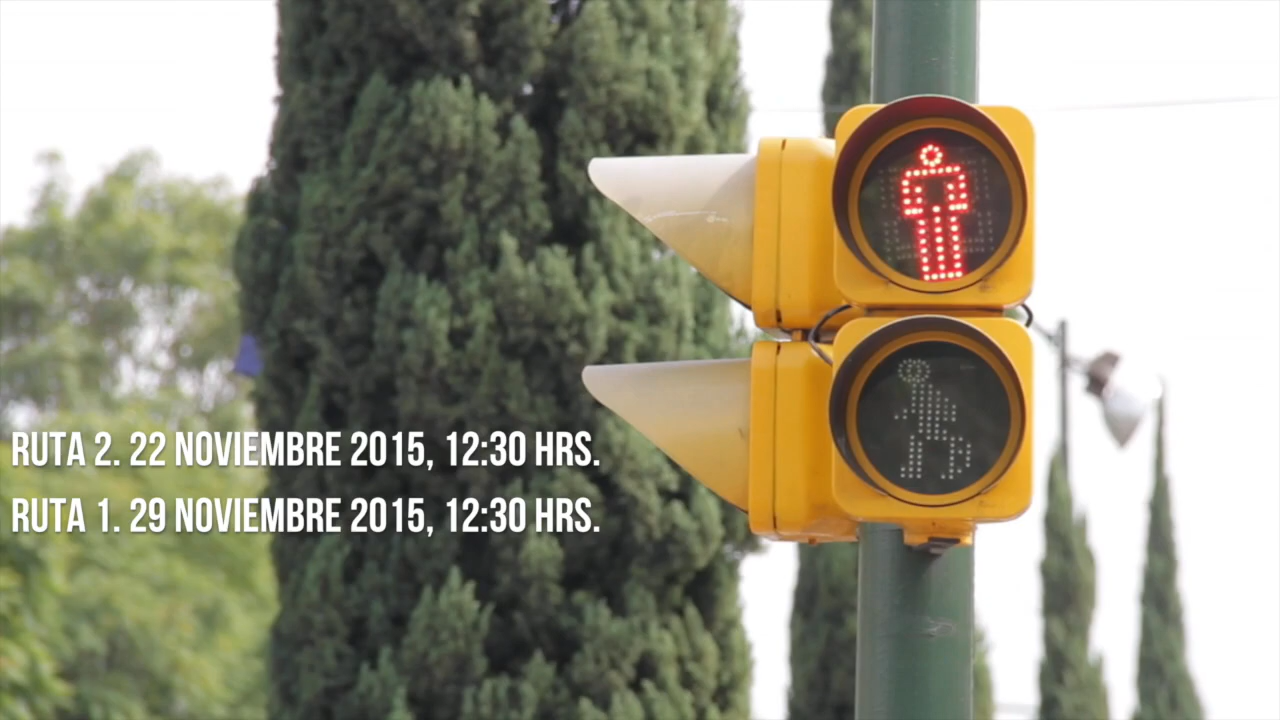 RUTA 2. 22 NOVIEMBRE 2015, 12:30 HRS.
RUTA 1. 29 NOVIEMBRE 2015, 12:30 HRS.